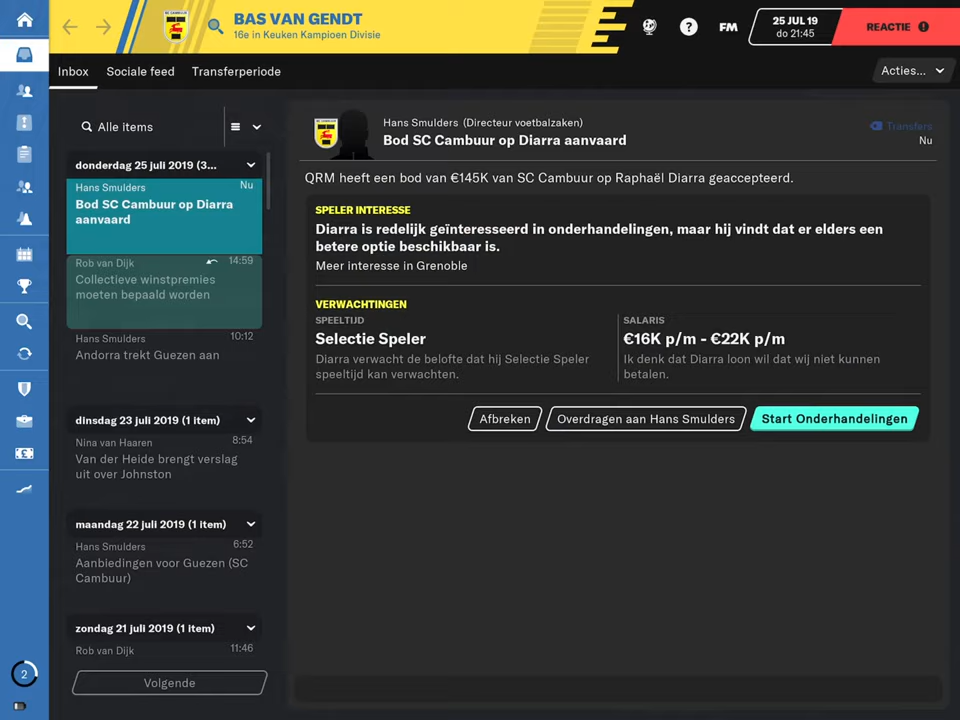 BAS VAN GENDT
16e in Keuken Kampioen Divisie
FM
25 JUL 19
do 21:45
REACTIE
Inbox
Sociale feed
Transferperiode
Acties...
Alle items
donderdag 25 juli 2019 (3...
Hans Smulders
Nu
Bod SC Cambuur op Diarra
aanvaard
Rob van Dijk
14:59
Collectieve winstpremies
moeten bepaald worden
Hans Smulders
10:12
Andorra trekt Guezen aan
dinsdag 23 juli 2019 (1 item)
Nina van Haaren
8:54
Van der Heide brengt verslag
uit over Johnston
maandag 22 juli 2019 (1 item)
Hans Smulders
6:52
Aanbiedingen voor Guezen (SC
Cambuur)
zondag 21 juli 2019 (1 item)
Rob van Dijk
11:46
Volgende
2
Hans Smulders (Directeur voetbalzaken)
Bod SC Cambuur op Diarra aanvaard
Transfers
Nu
QRM heeft een bod van €145K van SC Cambuur op Raphaël Diarra geaccepteerd.
SPELER INTERESSE
Diarra is redelijk geïnteresseerd in onderhandelingen, maar hij vindt dat er elders een
betere optie beschikbaar is.
Meer interesse in Grenoble
VERWACHTINGEN
SPEELTIJD
Selectie Speler
Diarra verwacht de belofte dat hij Selectie Speler
speeltijd kan verwachten.
SALARIS
€16K p/m - €22K p/m
Ik denk dat Diarra loon wil dat wij niet kunnen
betalen.
Afbreken
Overdragen aan Hans Smulders
Start Onderhandelingen